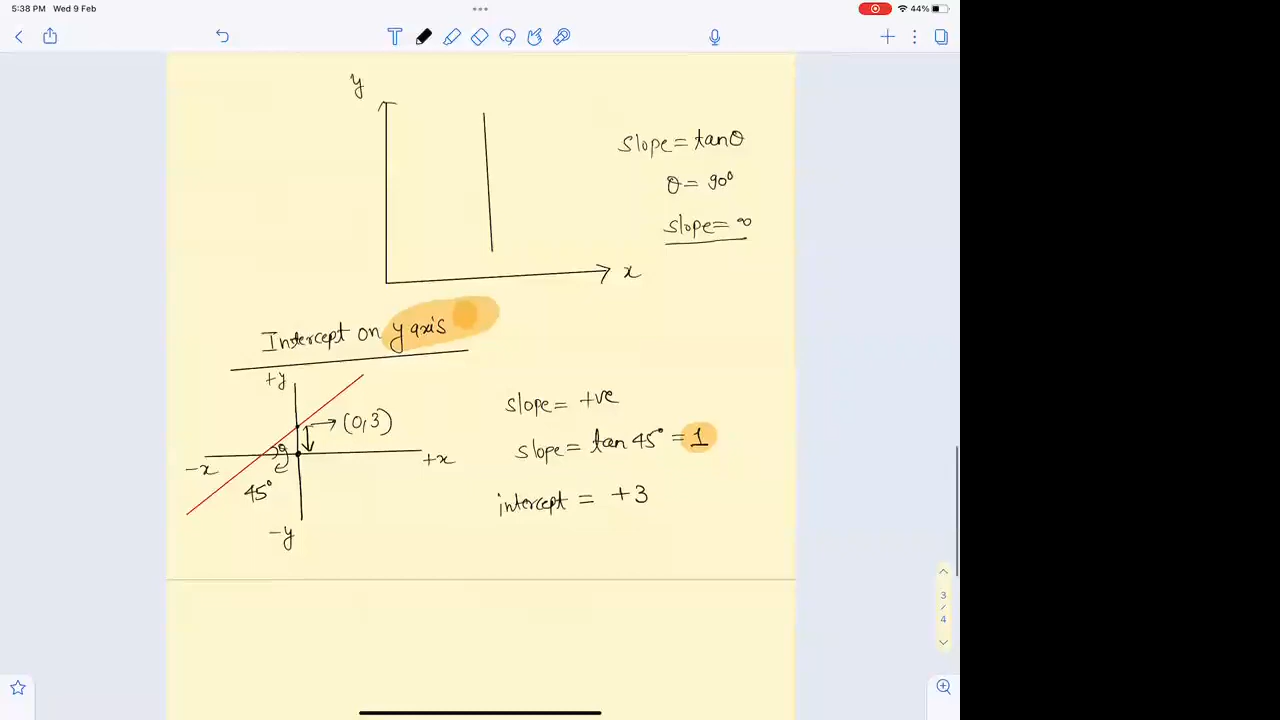 5:38 PM Wed 9 Feb
44%
y
slope = tanθ
θ = 90°
slope = ∞
x
Intercept on y axis
+y
(0,3)
-x
+x
45°
-y
slope = +ve
slope = tan 45° = 1
intercept = +3
3
/
4